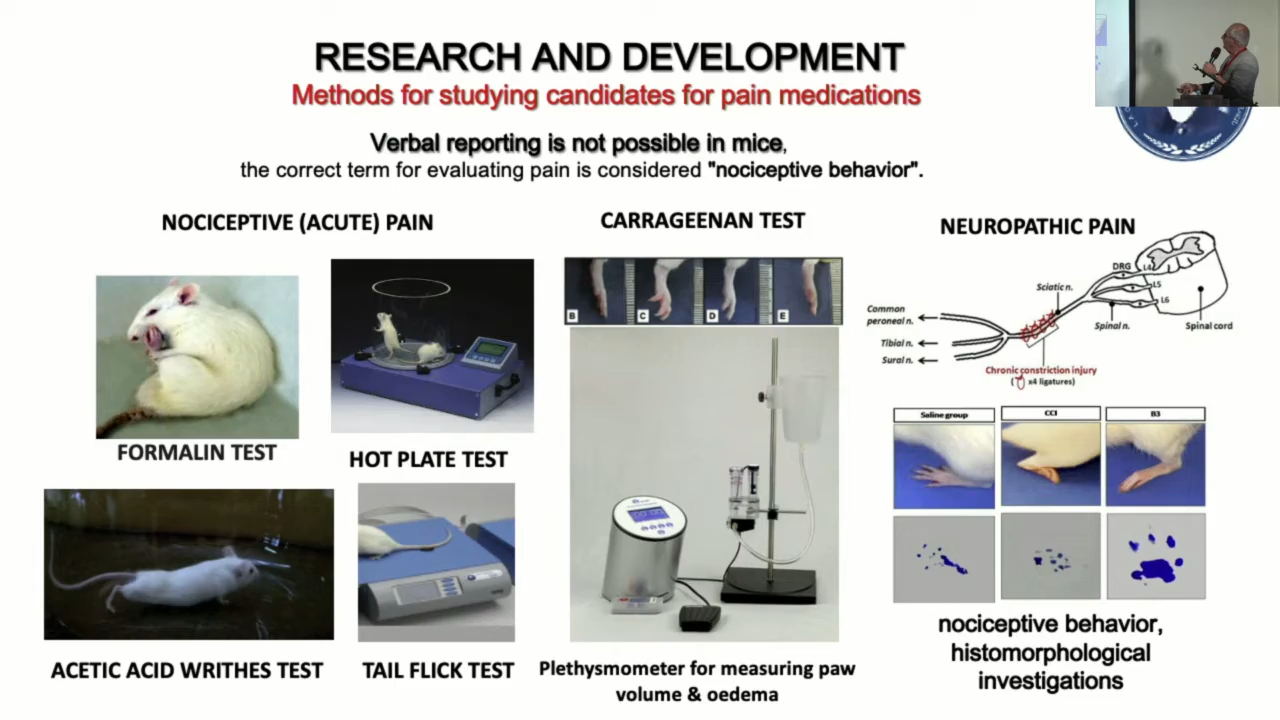 RESEARCH AND DEVELOPMENT
Methods for studying candidates for pain medications
Verbal reporting is not possible in mice,
the correct term for evaluating pain is considered "nociceptive behavior".
NOCICEPTIVE (ACUTE) PAIN
FORMALIN TEST
HOT PLATE TEST
ACETIC ACID WRITHES TEST
TAIL FLICK TEST
CARRAGEENAN TEST
B
C
D
E
Plethysmometer for measuring paw
volume & oedema
NEUROPATHIC PAIN
DRG
L4
L5
L6
Sciatic n.
Common
peroneal n.
Spinal n.
Spinal cord
Tibial n.
Sural n.
Chronic constriction injury
( x4 ligatures)
Saline group
CCI
B3
nociceptive behavior,
histomorphological
investigations